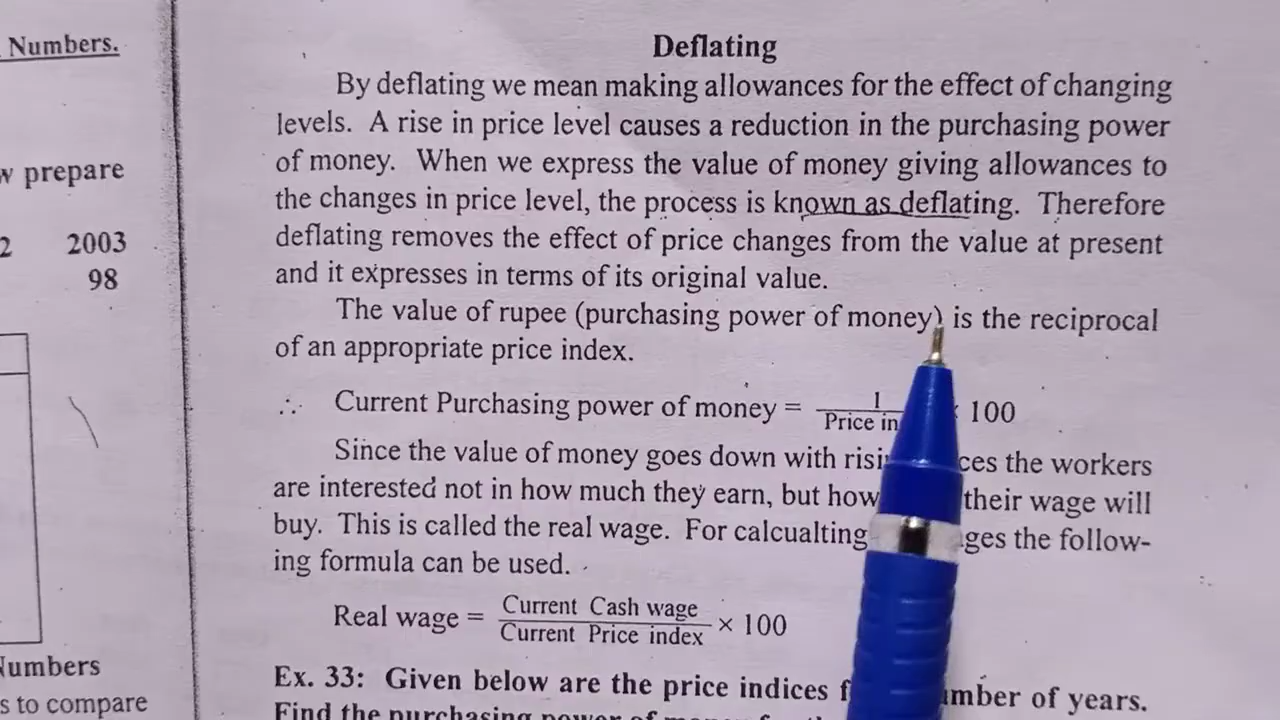 Numbers.
prepare
2 2003
98
Numbers
s to compare
Deflating
By deflating we mean making allowances for the effect of changing
levels. A rise in price level causes a reduction in the purchasing power
of money. When we express the value of money giving allowances to
the changes in price level, the process is known as deflating. Therefore
deflating removes the effect of price changes from the value at present
and it expresses in terms of its original value.
The value of rupee (purchasing power of money) is the reciprocal
of an appropriate price index.
∴ Current Purchasing power of money = 1
Price in × 100
Since the value of money goes down with risi ces the workers
are interested not in how much they earn, but how their wage will
buy. This is called the real wage. For calcualting ges the follow-
ing formula can be used.
Real wage = Current Cash wage
Current Price index × 100
Ex. 33: Given below are the price indices f mber of years.
Find the purchasing power of money for